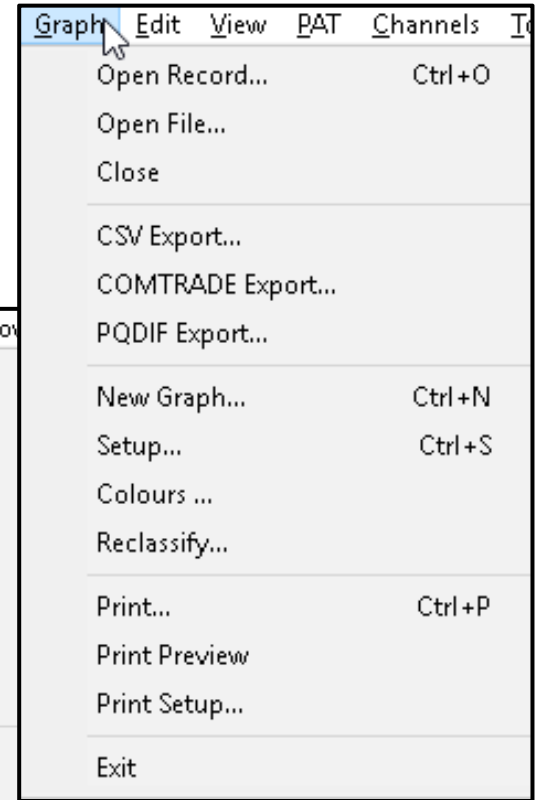 Graph Edit View PAT Channels
Open Record... Ctrl+O
Open File...
Close
CSV Export...
COMTRADE Export...
PQDIF Export...
New Graph... Ctrl+N
Setup... Ctrl+S
Colours ...
Reclassify...
Print... Ctrl+P
Print Preview
Print Setup...
Exit